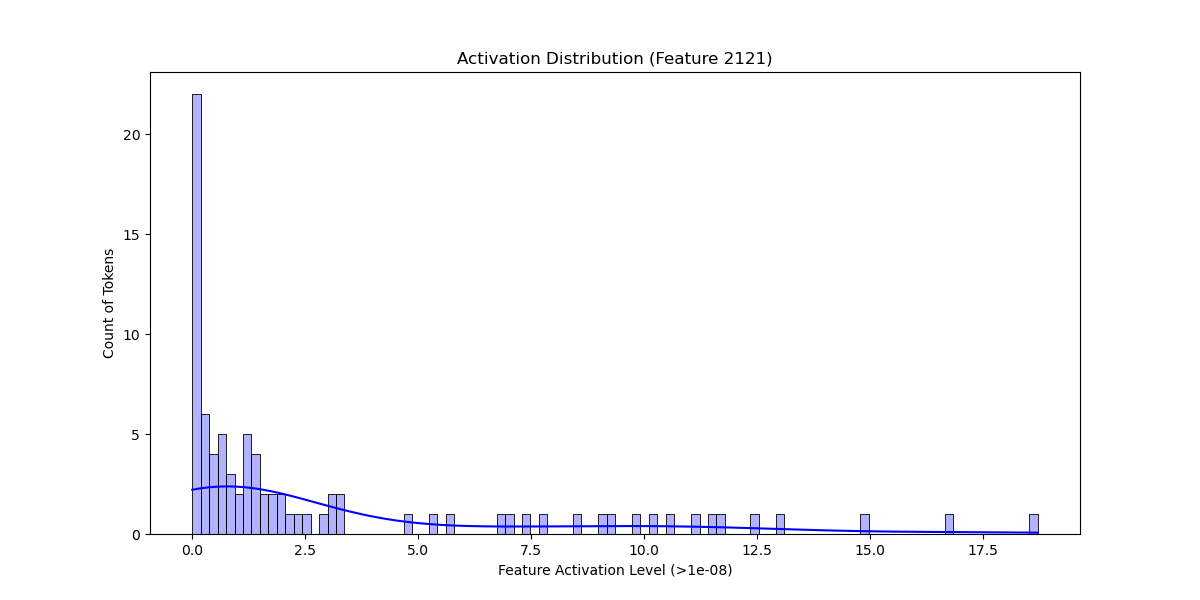 Activation Distribution (Feature 2121)
Count of Tokens
20
15
10
5
0
0.0 2.5 5.0 7.5 10.0 12.5 15.0 17.5
Feature Activation Level (>1e-08)